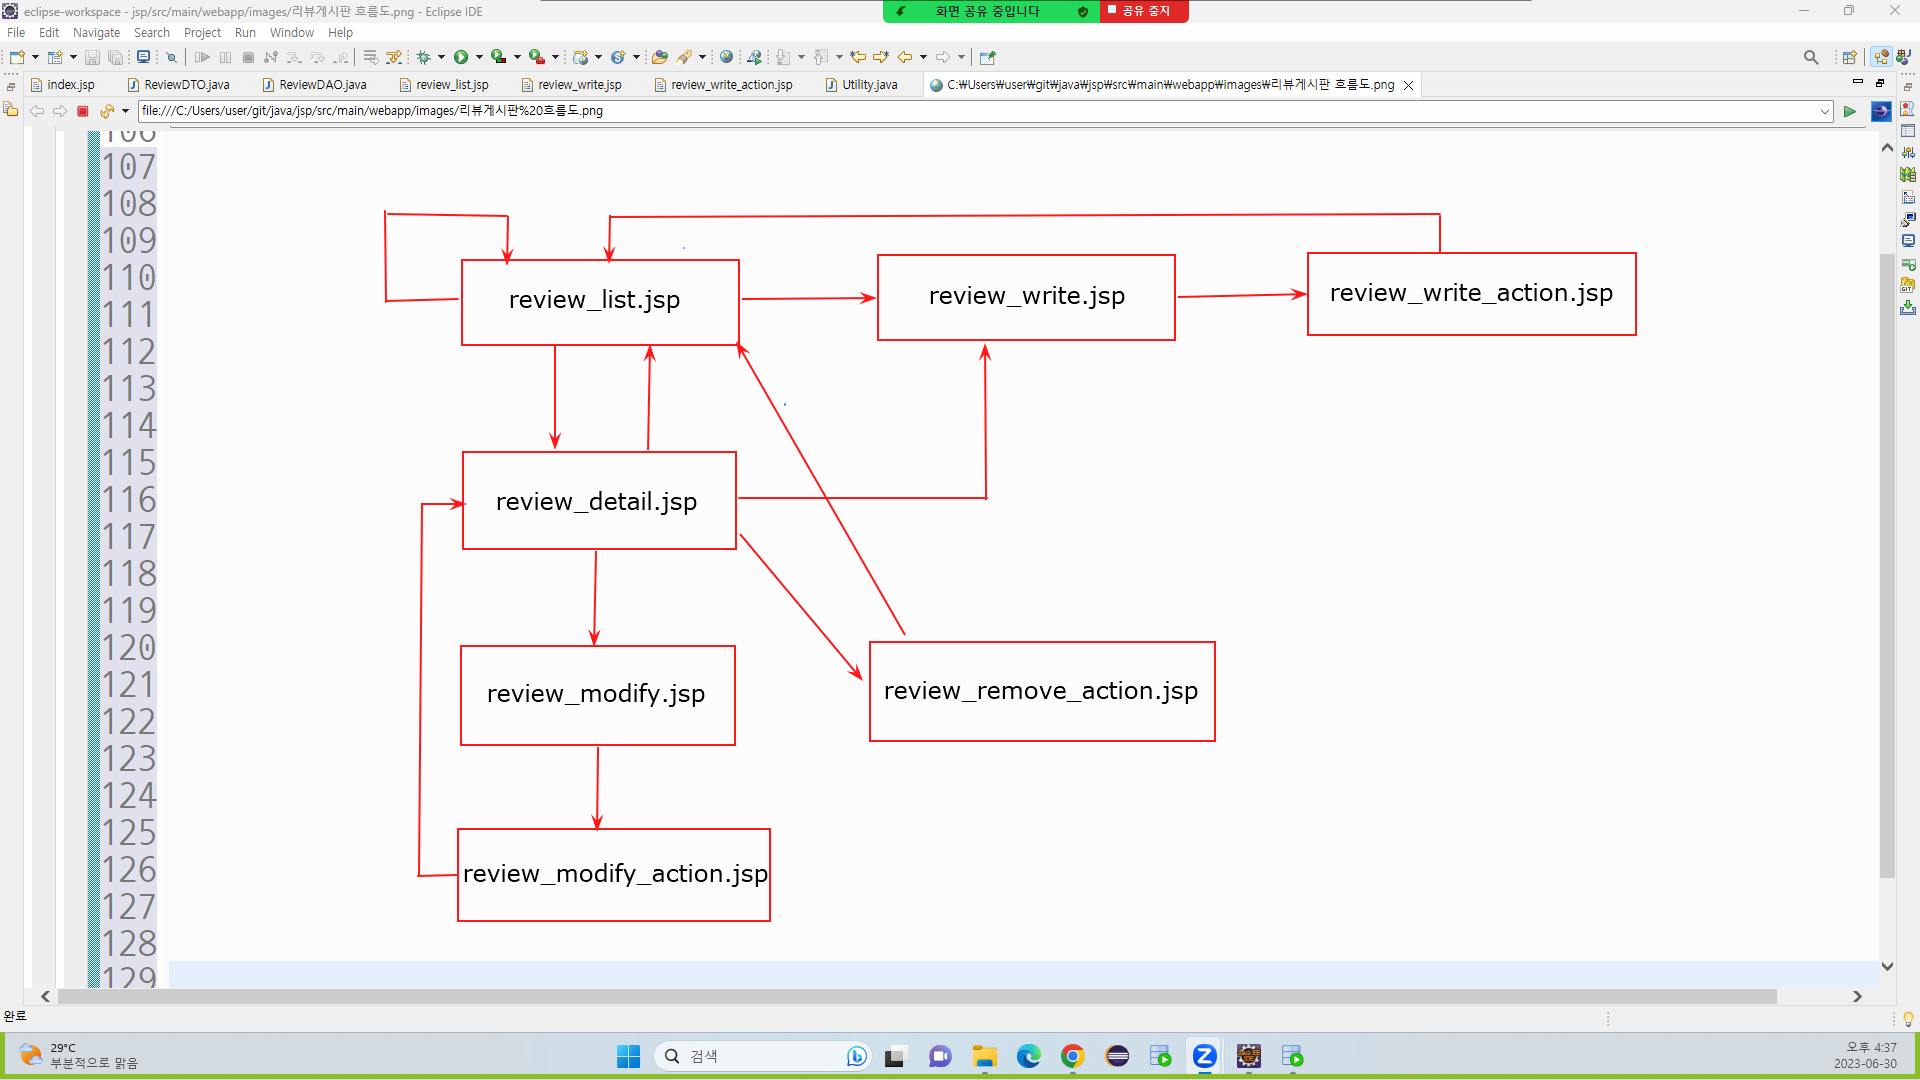 eclipse-workspace - jsp/src/main/webapp/images/리뷰게시판 흐름도.png - Eclipse IDE
화면 공유 중입니다
공유 중지
File Edit Navigate Search Project Run Window Help
index.jsp ReviewDTO.java ReviewDAO.java review_list.jsp review_write.jsp review_write_action.jsp Utility.java C:₩Users₩user₩git₩java₩jsp₩src₩main₩webapp₩images₩리뷰게시판 흐름도.png
file:///C:/Users/user/git/java/jsp/src/main/webapp/images/리뷰게시판%20흐름도.png
106
107
108
109
110
111
112
113
114
115
116
117
118
119
120
121
122
123
124
125
126
127
128
129
review_list.jsp
review_write.jsp
review_write_action.jsp
review_detail.jsp
review_modify.jsp
review_remove_action.jsp
review_modify_action.jsp
완료
29°C
부분적으로 맑음
검색
오후 4:37
2023-06-30